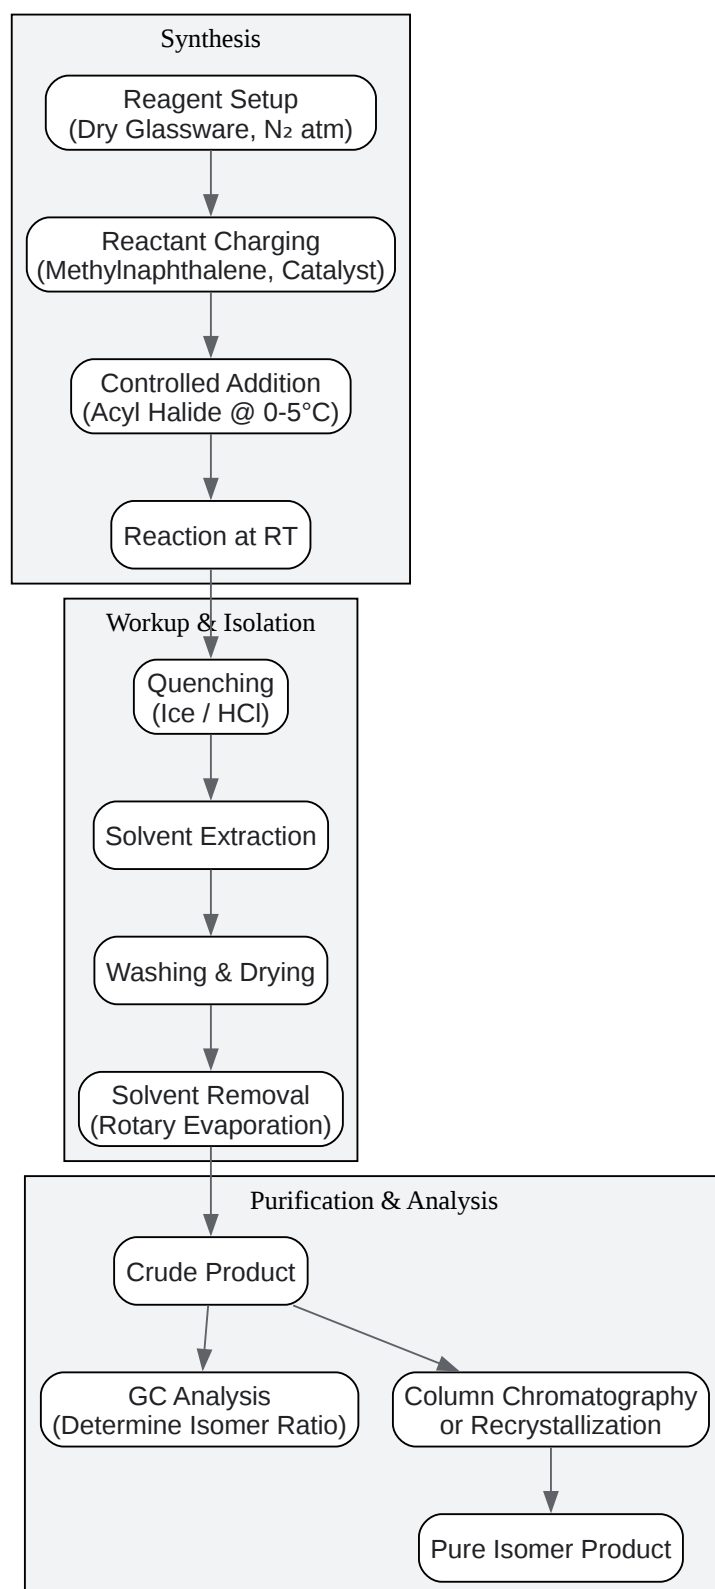 Synthesis
Reagent Setup
(Dry Glassware, N₂ atm)
Reactant Charging
(Methylnaphthalene, Catalyst)
Controlled Addition
(Acyl Halide @ 0-5°C)
Reaction at RT
Workup & Isolation
Quenching
(Ice / HCl)
Solvent Extraction
Washing & Drying
Solvent Removal
(Rotary Evaporation)
Purification & Analysis
Crude Product
GC Analysis
(Determine Isomer Ratio)
Column Chromatography
or Recrystallization
Pure Isomer Product